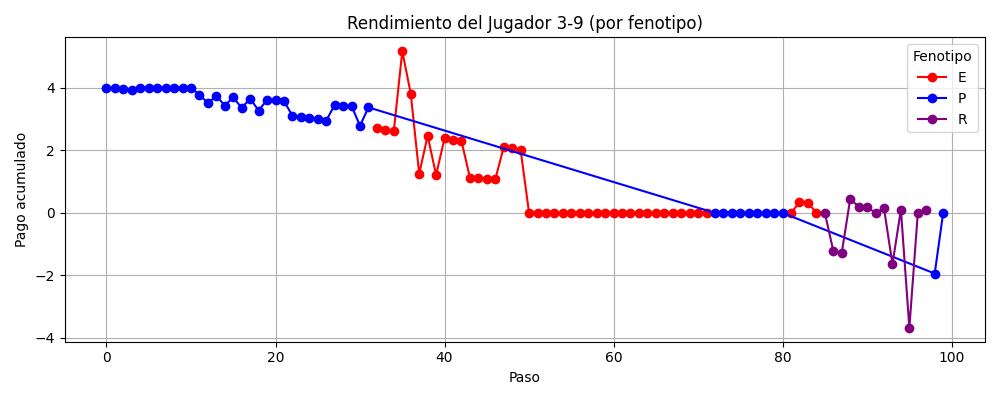 Rendimiento del Jugador 3-9 (por fenotipo)
Pago acumulado
4
2
0
−2
−4
Fenotipo
E
P
R
0 20 40 60 80 100
Paso